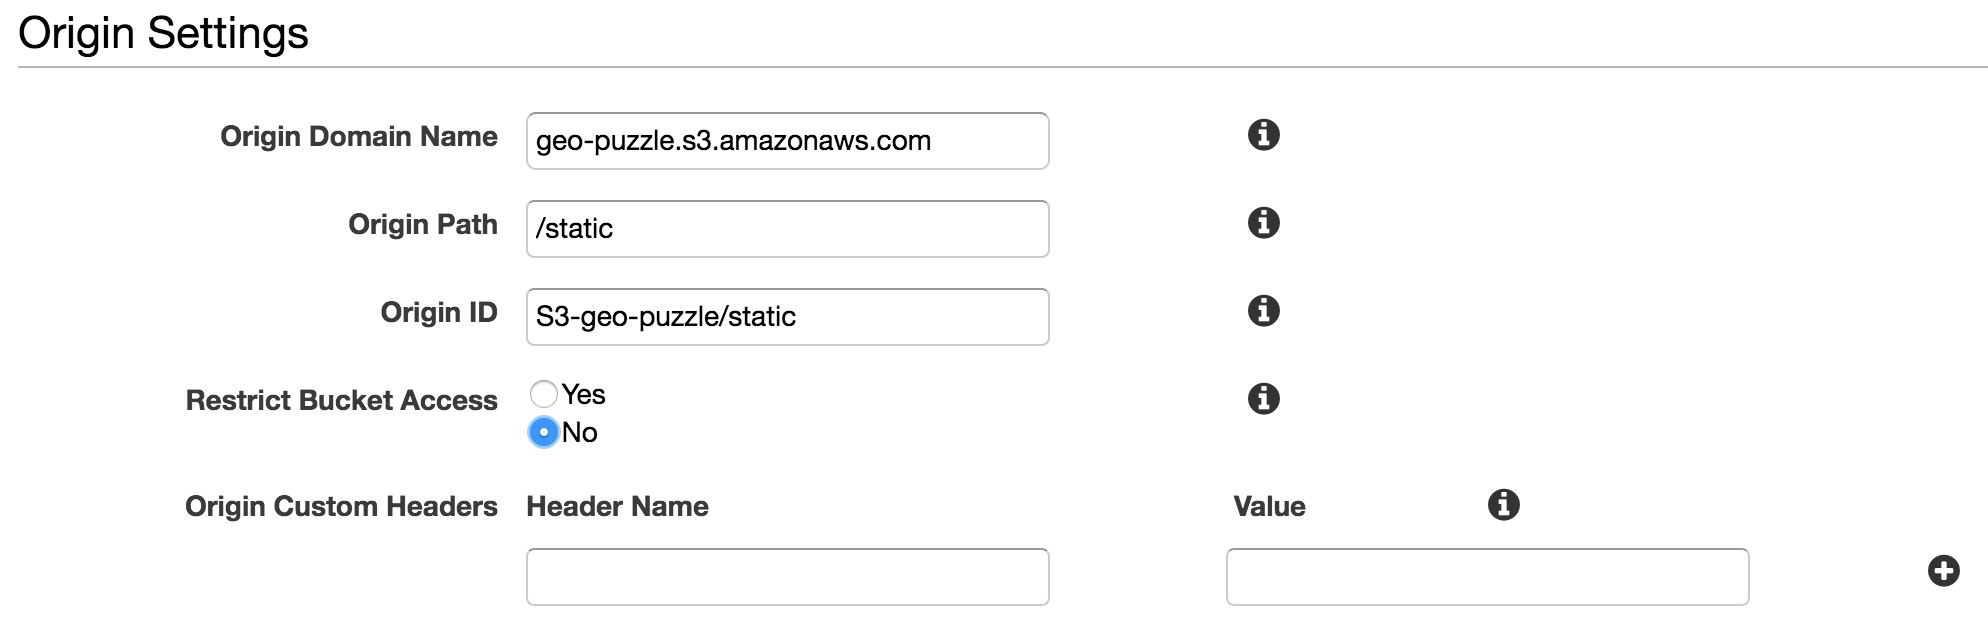 Origin Settings
Origin Domain Name geo-puzzle.s3.amazonaws.com
Origin Path /static
Origin ID S3-geo-puzzle/static
Restrict Bucket Access Yes
No
Origin Custom Headers Header Name Value